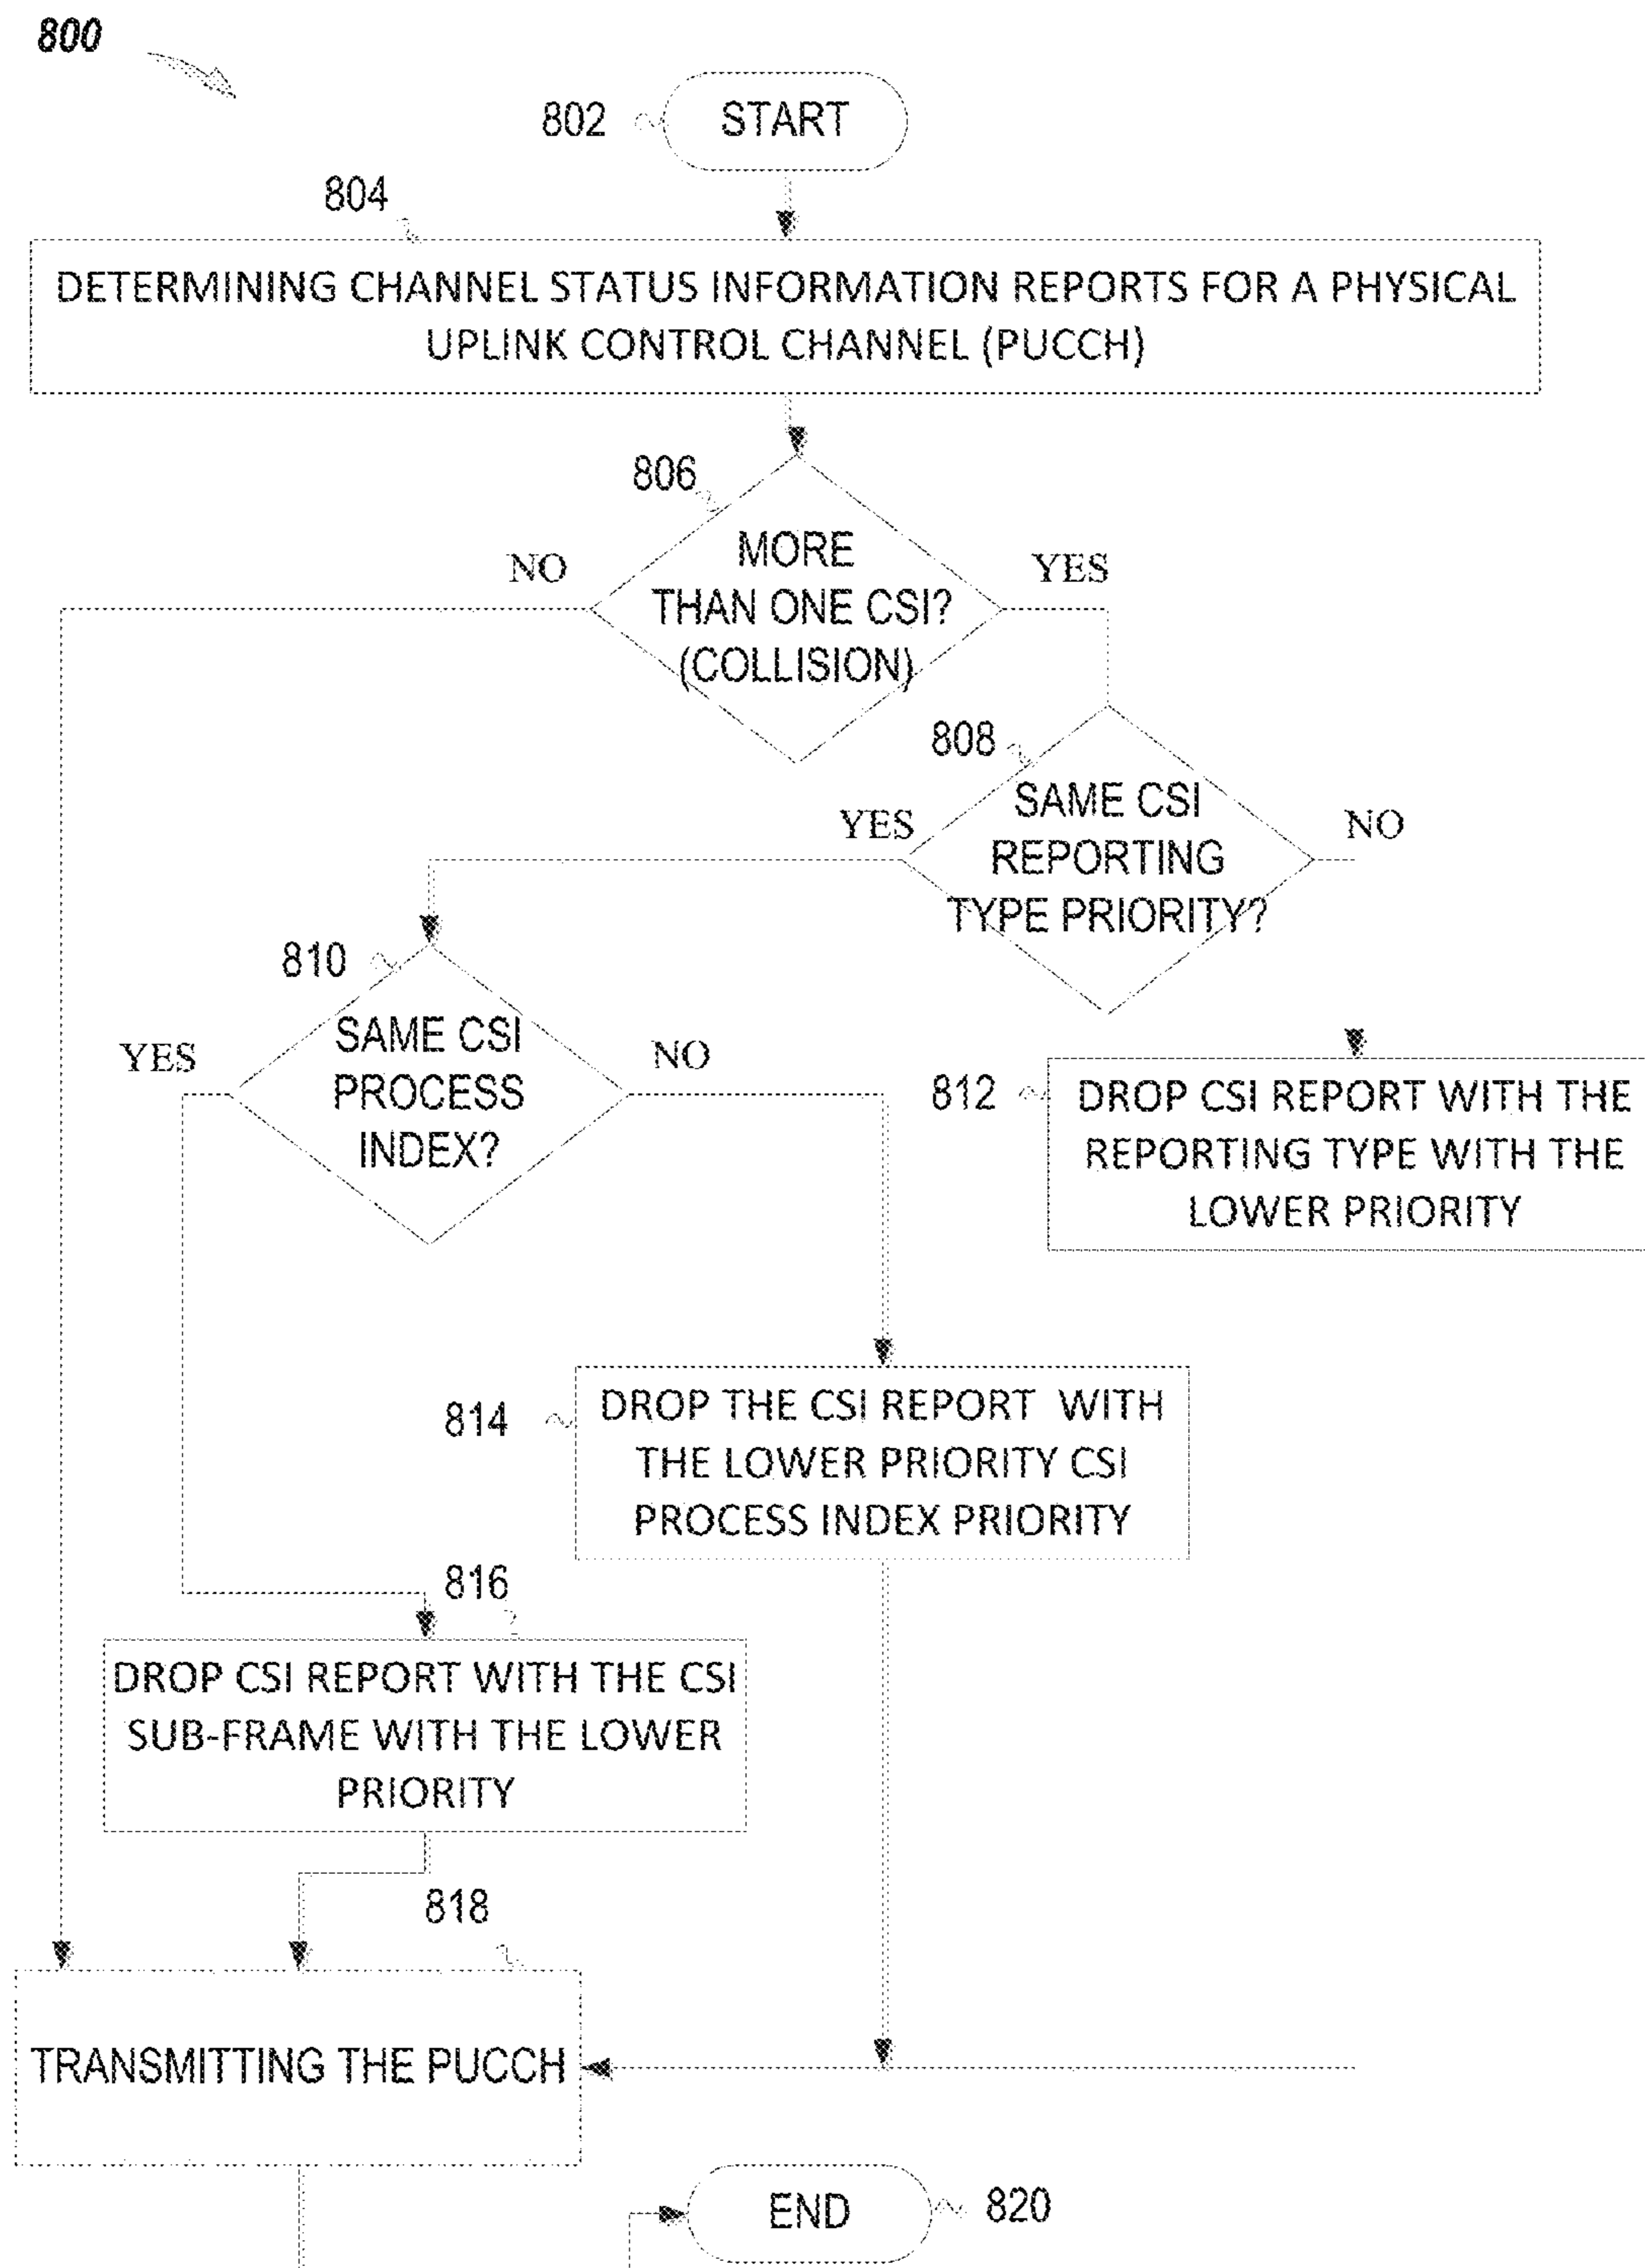 800
802
START
804
DETERMINING CHANNEL STATUS INFORMATION REPORTS FOR A PHYSICAL
UPLINK CONTROL CHANNEL (PUCCH)
806
MORE
THAN ONE CSI?
(COLLISION)
NO
YES
808
SAME CSI
REPORTING
TYPE PRIORITY?
YES
NO
810
SAME CSI
PROCESS
INDEX?
YES
NO
812
DROP CSI REPORT WITH THE
REPORTING TYPE WITH THE
LOWER PRIORITY
814
DROP THE CSI REPORT WITH
THE LOWER PRIORITY CSI
PROCESS INDEX PRIORITY
816
DROP CSI REPORT WITH THE CSI
SUB-FRAME WITH THE LOWER
PRIORITY
818
TRANSMITTING THE PUCCH
END
820